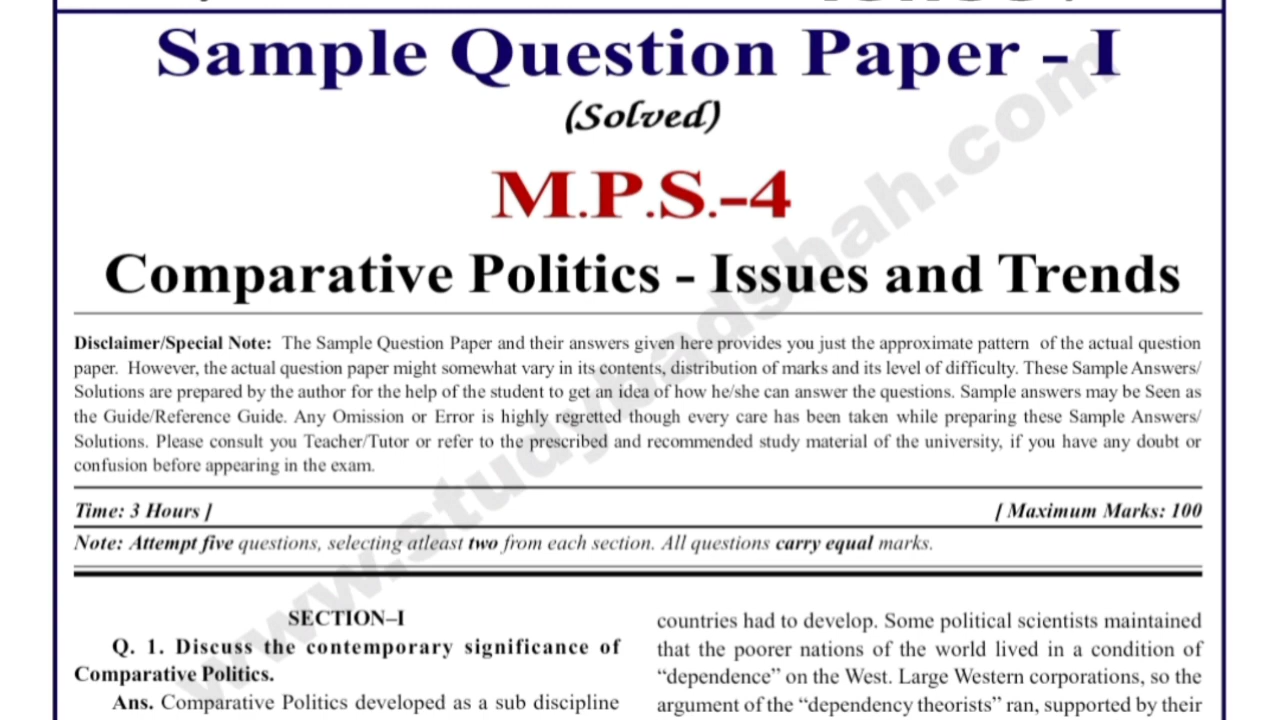 Sample Question Paper - I
(Solved)
M.P.S.-4
Comparative Politics - Issues and Trends
Disclaimer/Special Note: The Sample Question Paper and their answers given here provides you just the approximate pattern of the actual question
paper. However, the actual question paper might somewhat vary in its contents, distribution of marks and its level of difficulty. These Sample Answers/
Solutions are prepared by the author for the help of the student to get an idea of how he/she can answer the questions. Sample answers may be Seen as
the Guide/Reference Guide. Any Omission or Error is highly regretted though every care has been taken while preparing these Sample Answers/
Solutions. Please consult you Teacher/Tutor or refer to the prescribed and recommended study material of the university, if you have any doubt or
confusion before appearing in the exam.
Time: 3 Hours ]
[ Maximum Marks: 100
Note: Attempt five questions, selecting atleast two from each section. All questions carry equal marks.
SECTION–I
Q. 1. Discuss the contemporary significance of
Comparative Politics.
Ans. Comparative Politics developed as a sub discipline
countries had to develop. Some political scientists maintained
that the poorer nations of the world lived in a condition of
“dependence” on the West. Large Western corporations, so the
argument of the “dependency theorists” ran, supported by their
www.studybadshah.com